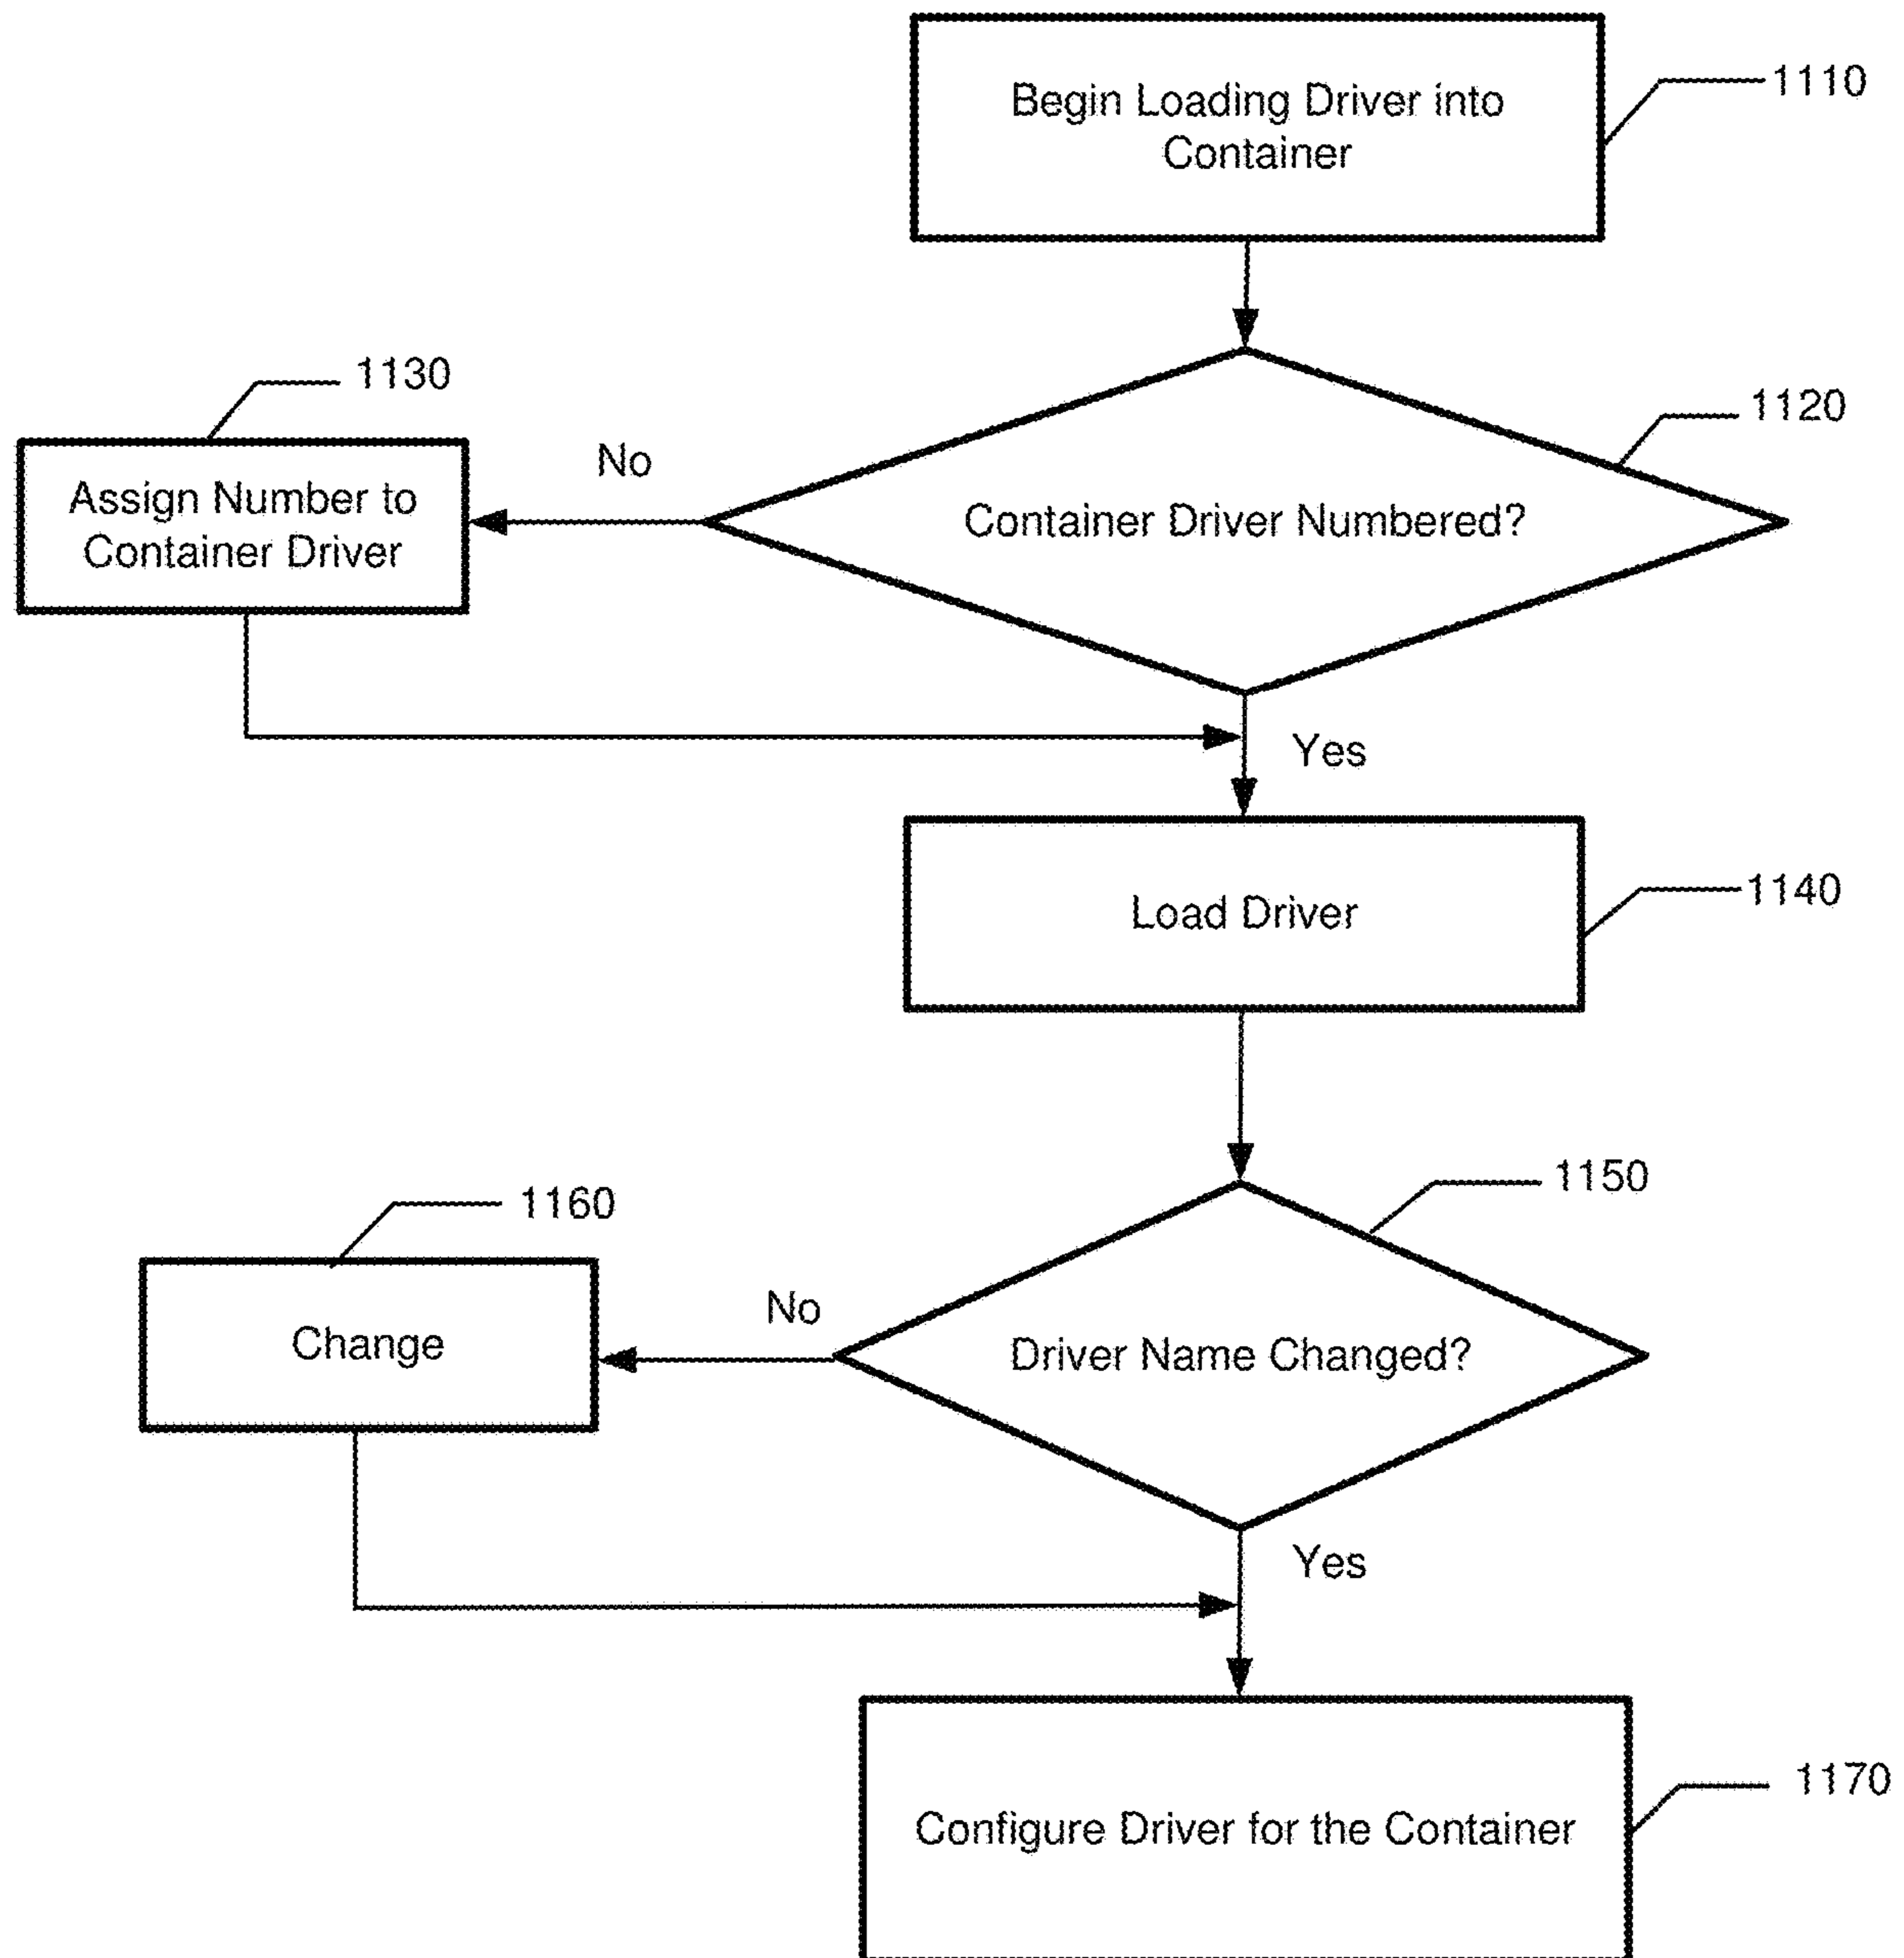 Begin Loading Driver into
Container
1110
1130
1120
No
Assign Number to
Container Driver
Container Driver Numbered?
Yes
Load Driver
1140
1150
1160
No
Change
Driver Name Changed?
Yes
1170
Configure Driver for the Container